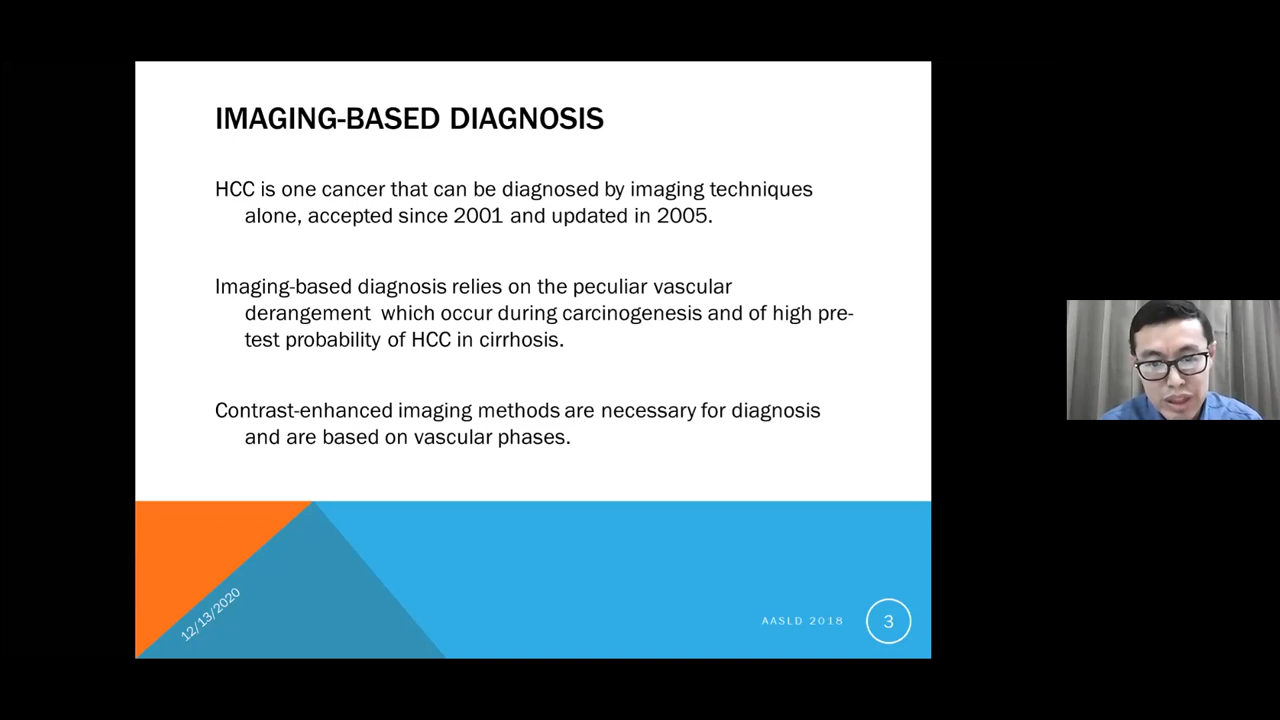 IMAGING-BASED DIAGNOSIS
HCC is one cancer that can be diagnosed by imaging techniques
alone, accepted since 2001 and updated in 2005.
Imaging-based diagnosis relies on the peculiar vascular
derangement which occur during carcinogenesis and of high pre-
test probability of HCC in cirrhosis.
Contrast-enhanced imaging methods are necessary for diagnosis
and are based on vascular phases.
12/13/2020
AASLD 2018
3